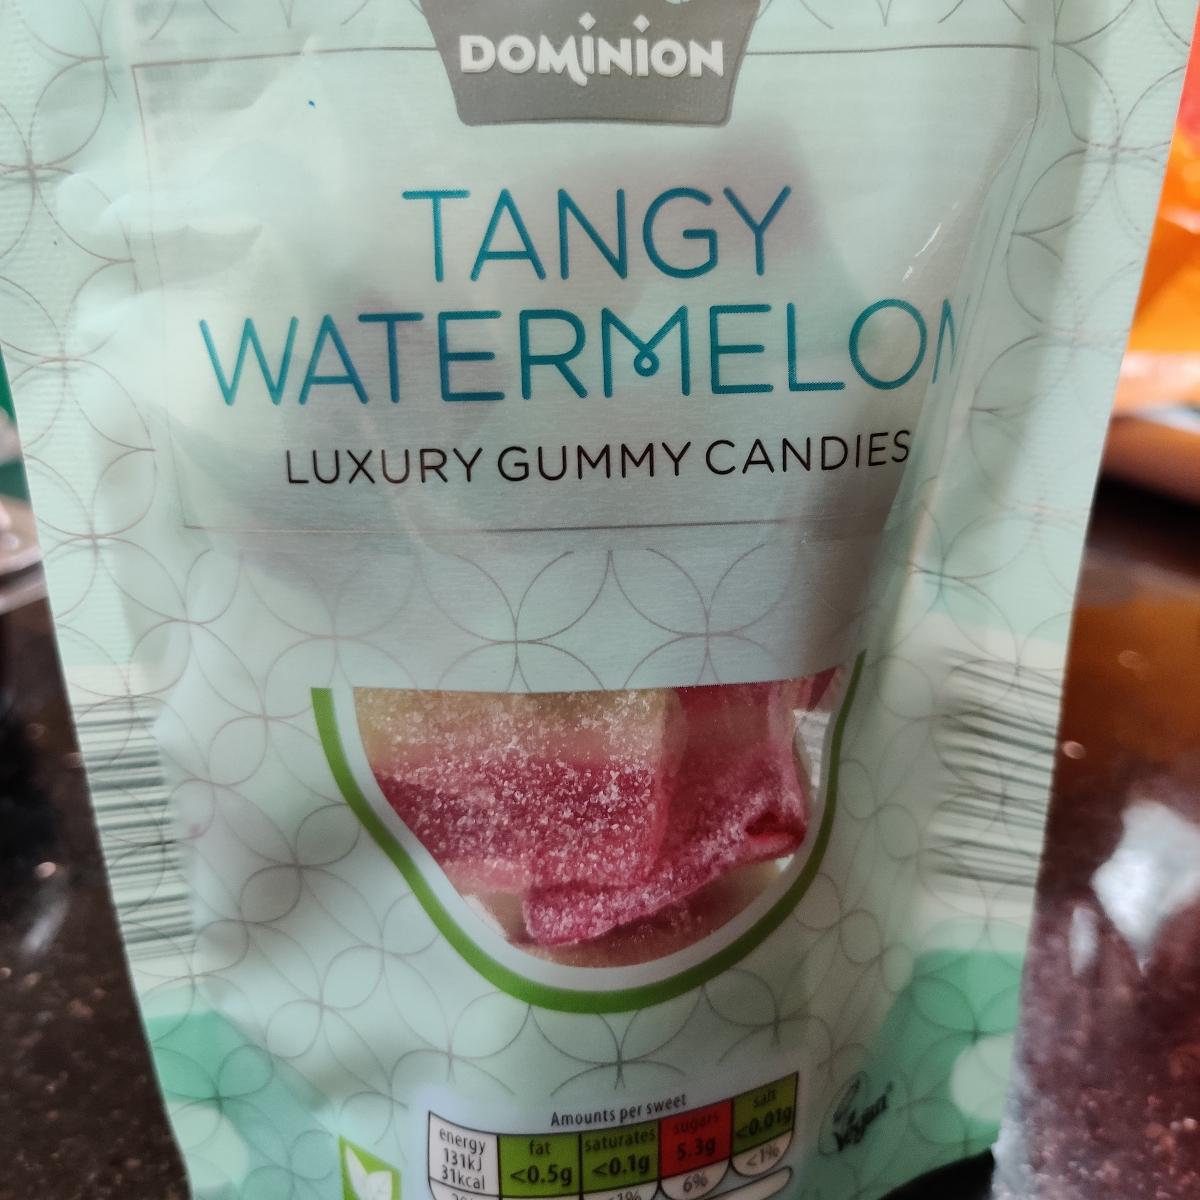 DOMINION
TANGY
WATERMELON
LUXURY GUMMY CANDIES
Amounts per sweet
energy
131kJ
31kcal
fat
<0.5g
saturates
<0.1g
<1%
sugars
5.3g
6%
salt
<0.01g
<1%
Vegan